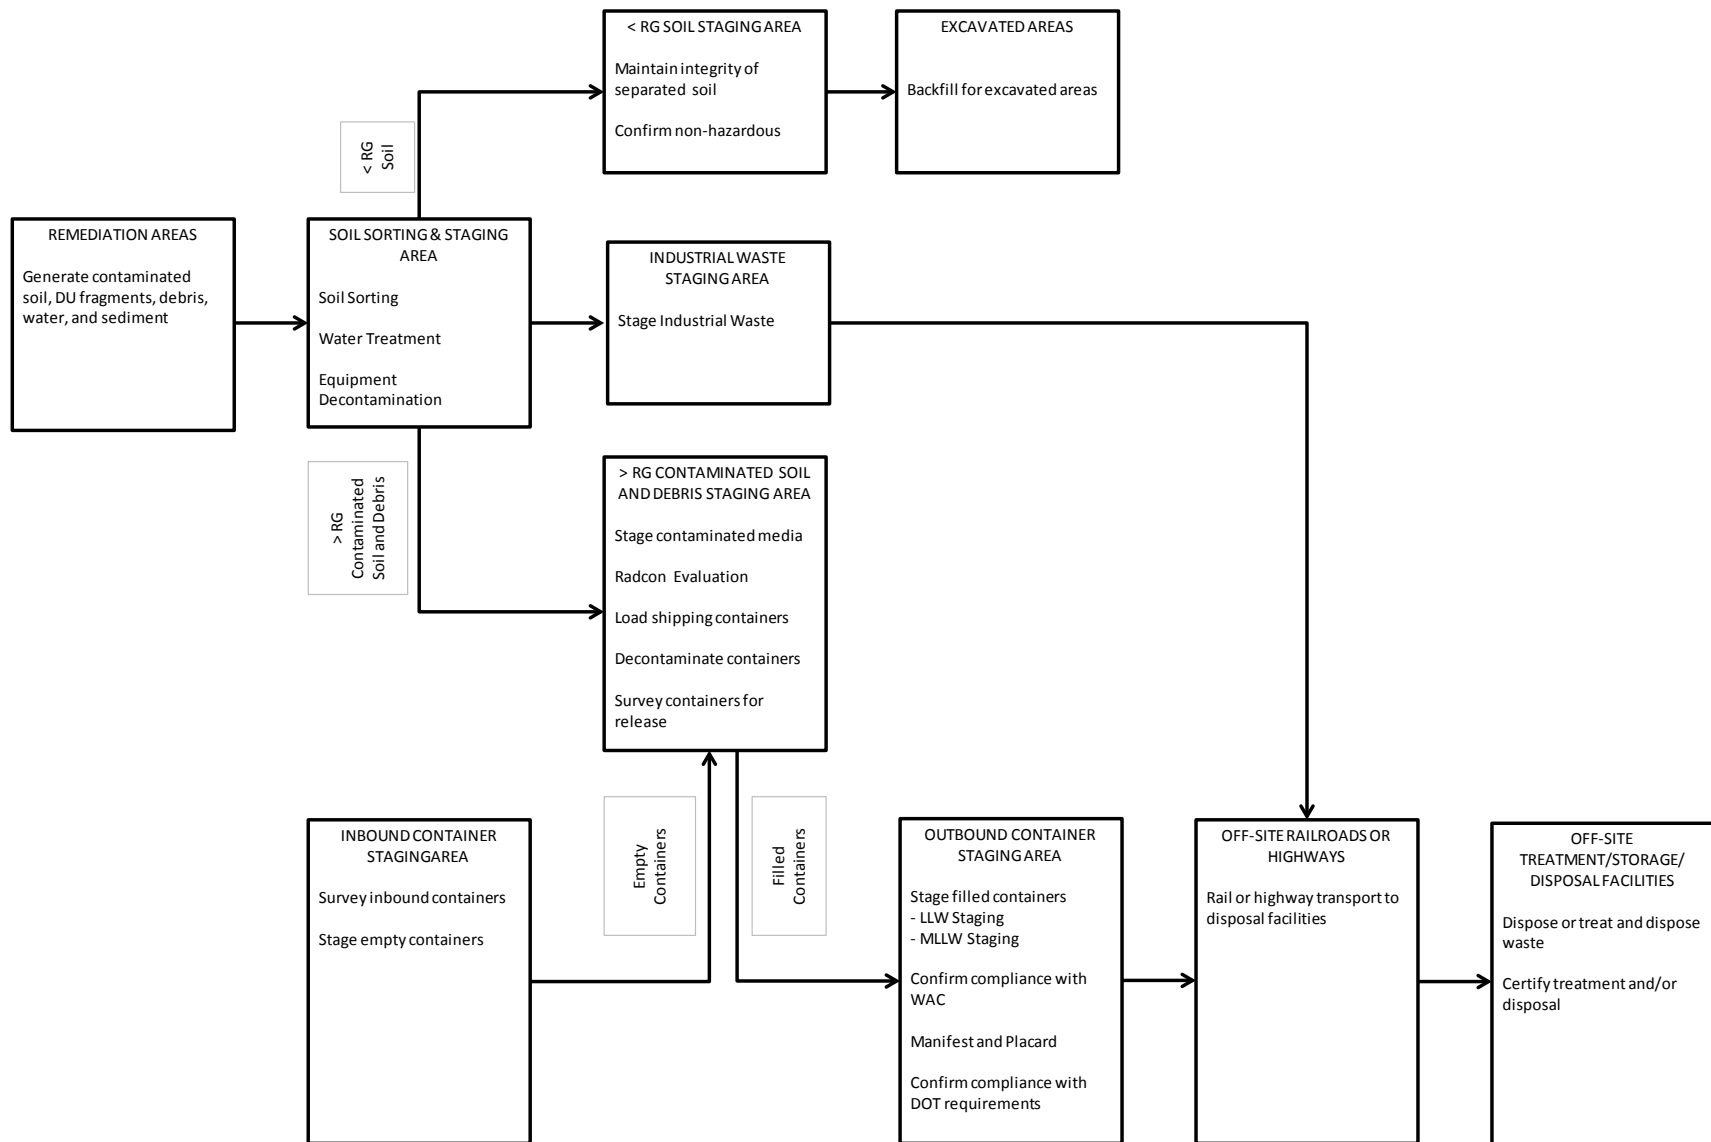 < RG SOIL STAGING AREA
Maintain integrity of
separated soil
Confirm non-hazardous
EXCAVATED AREAS
Backfill for excavated areas
< RG
Soil
REMEDIATION AREAS
Generate contaminated
soil, DU fragments, debris,
water, and sediment
SOIL SORTING & STAGING
AREA
Soil Sorting
Water Treatment
Equipment
Decontamination
INDUSTRIAL WASTE
STAGING AREA
Stage Industrial Waste
> RG
Contaminated
Soil and Debris
> RG CONTAMINATED SOIL
AND DEBRIS STAGING AREA
Stage contaminated media
Radcon Evaluation
Load shipping containers
Decontaminate containers
Survey containers for
release
Empty
Containers
Filled
Containers
INBOUND CONTAINER
STAGINGAREA
Survey inbound containers
Stage empty containers
OUTBOUND CONTAINER
STAGING AREA
Stage filled containers
- LLW Staging
- MLLW Staging
Confirm compliance with
WAC
Manifest and Placard
Confirm compliance with
DOT requirements
OFF-SITE RAILROADS OR
HIGHWAYS
Rail or highway transport to
disposal facilities
OFF-SITE
TREATMENT/STORAGE/
DISPOSAL FACILITIES
Dispose or treat and dispose
waste
Certify treatment and/or
disposal